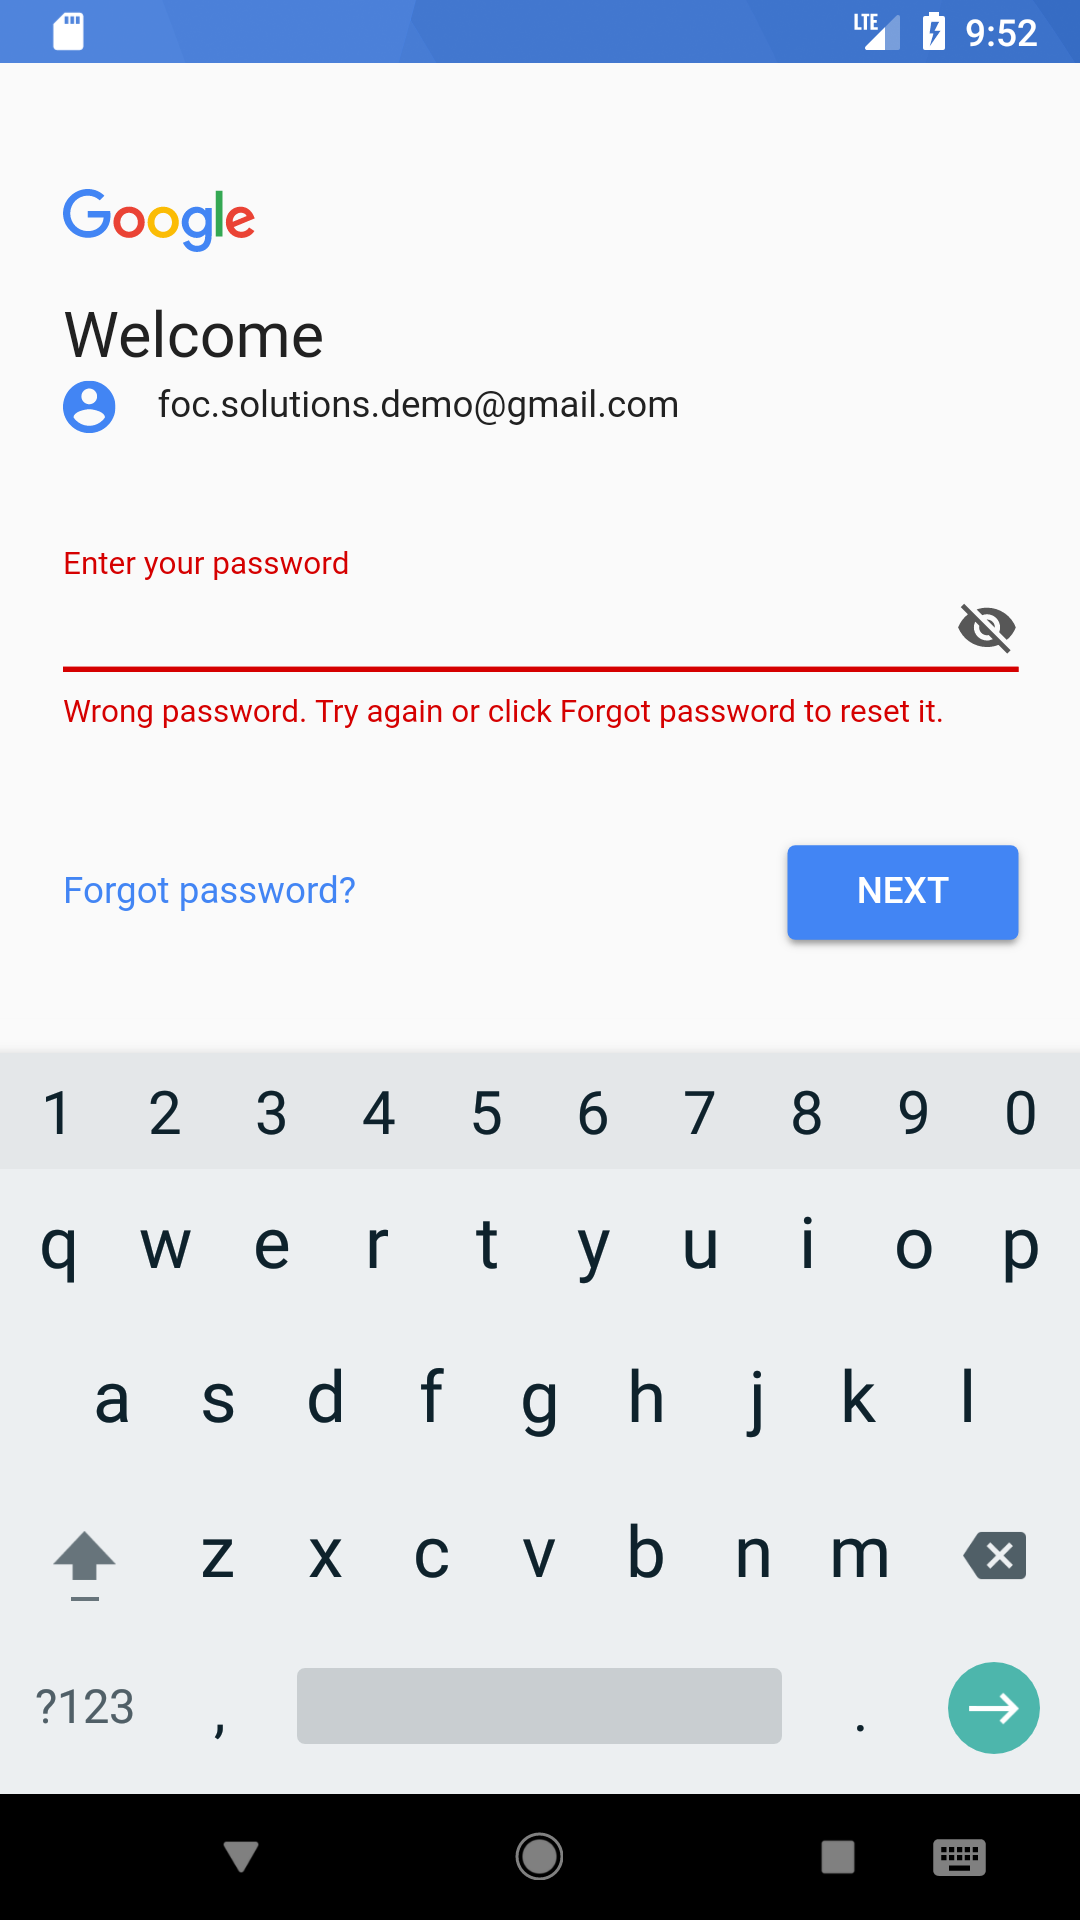 LTE 9:52
Google
Welcome
foc.solutions.demo@gmail.com
Enter your password
Wrong password. Try again or click Forgot password to reset it.
Forgot password? NEXT
1 2 3 4 5 6 7 8 9 0
q w e r t y u i o p
a s d f g h j k l
z x c v b n m
?123 , .